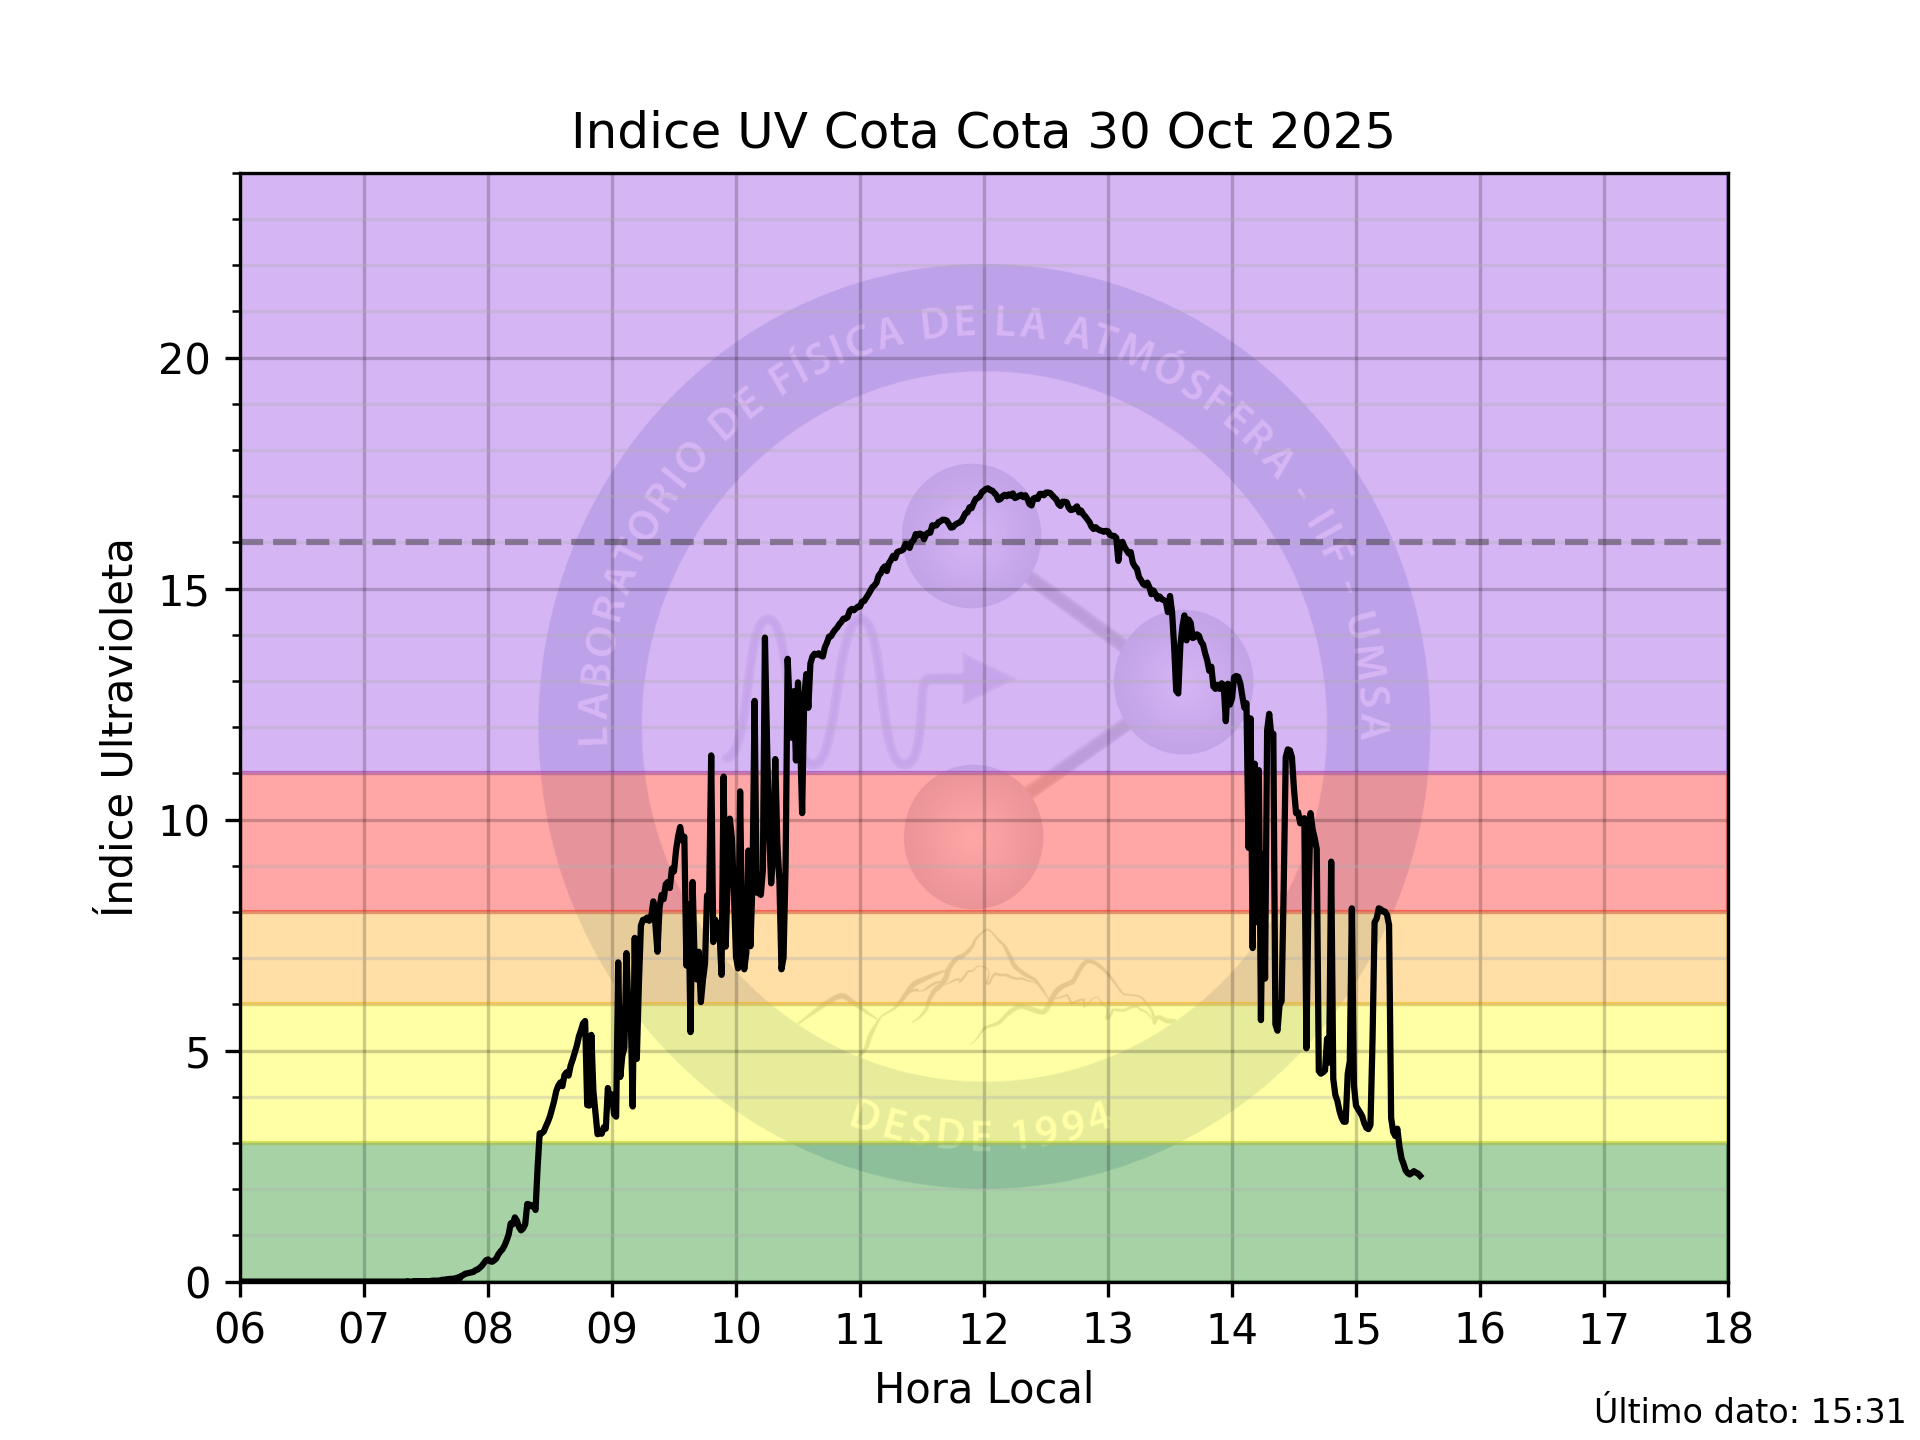 Indice UV Cota Cota 30 Oct 2025
LABORATORIO DE FÍSICA DE LA ATMÓSFERA - IIF - UMSA
DESDE 1994
Índice Ultravioleta
20
15
10
5
0
06 07 08 09 10 11 12 13 14 15 16 17 18
Hora Local
Último dato: 15:31